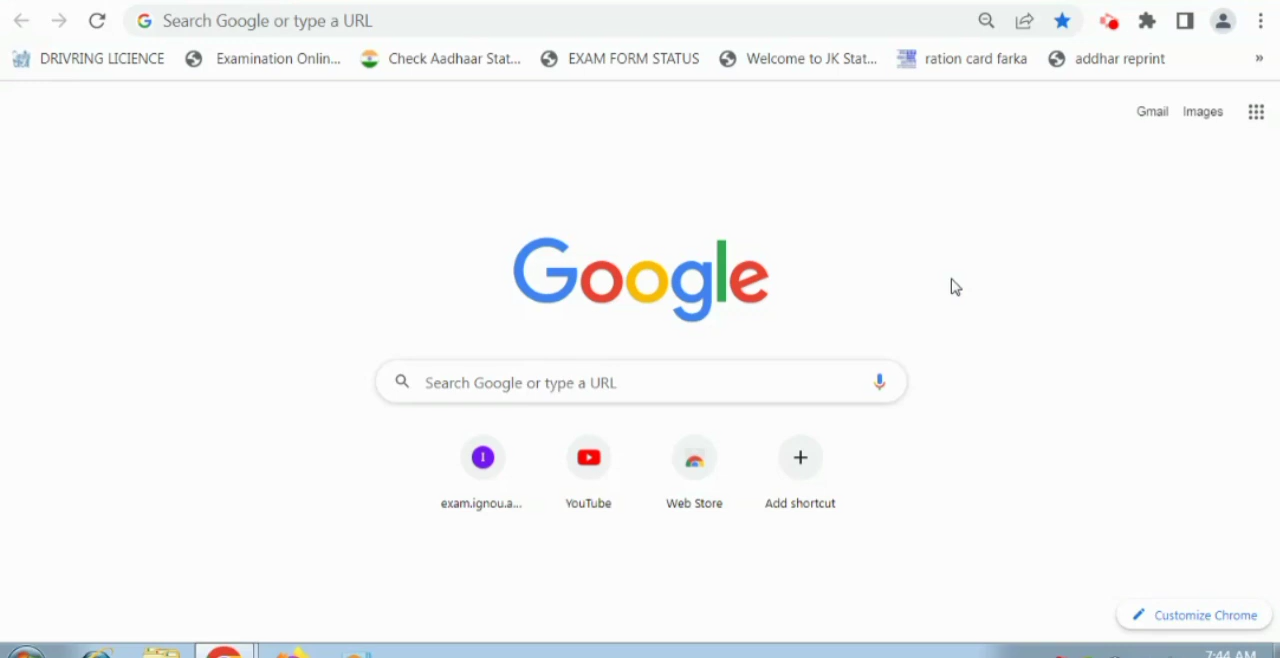 Search Google or type a URL
DRIVRING LICIENCE Examination Onlin... Check Aadhaar Stat... EXAM FORM STATUS Welcome to JK Stat... ration card farka addhar reprint »
Gmail Images
Google
Search Google or type a URL
I
exam.ignou.a... YouTube Web Store Add shortcut
Customize Chrome
7:44 AM